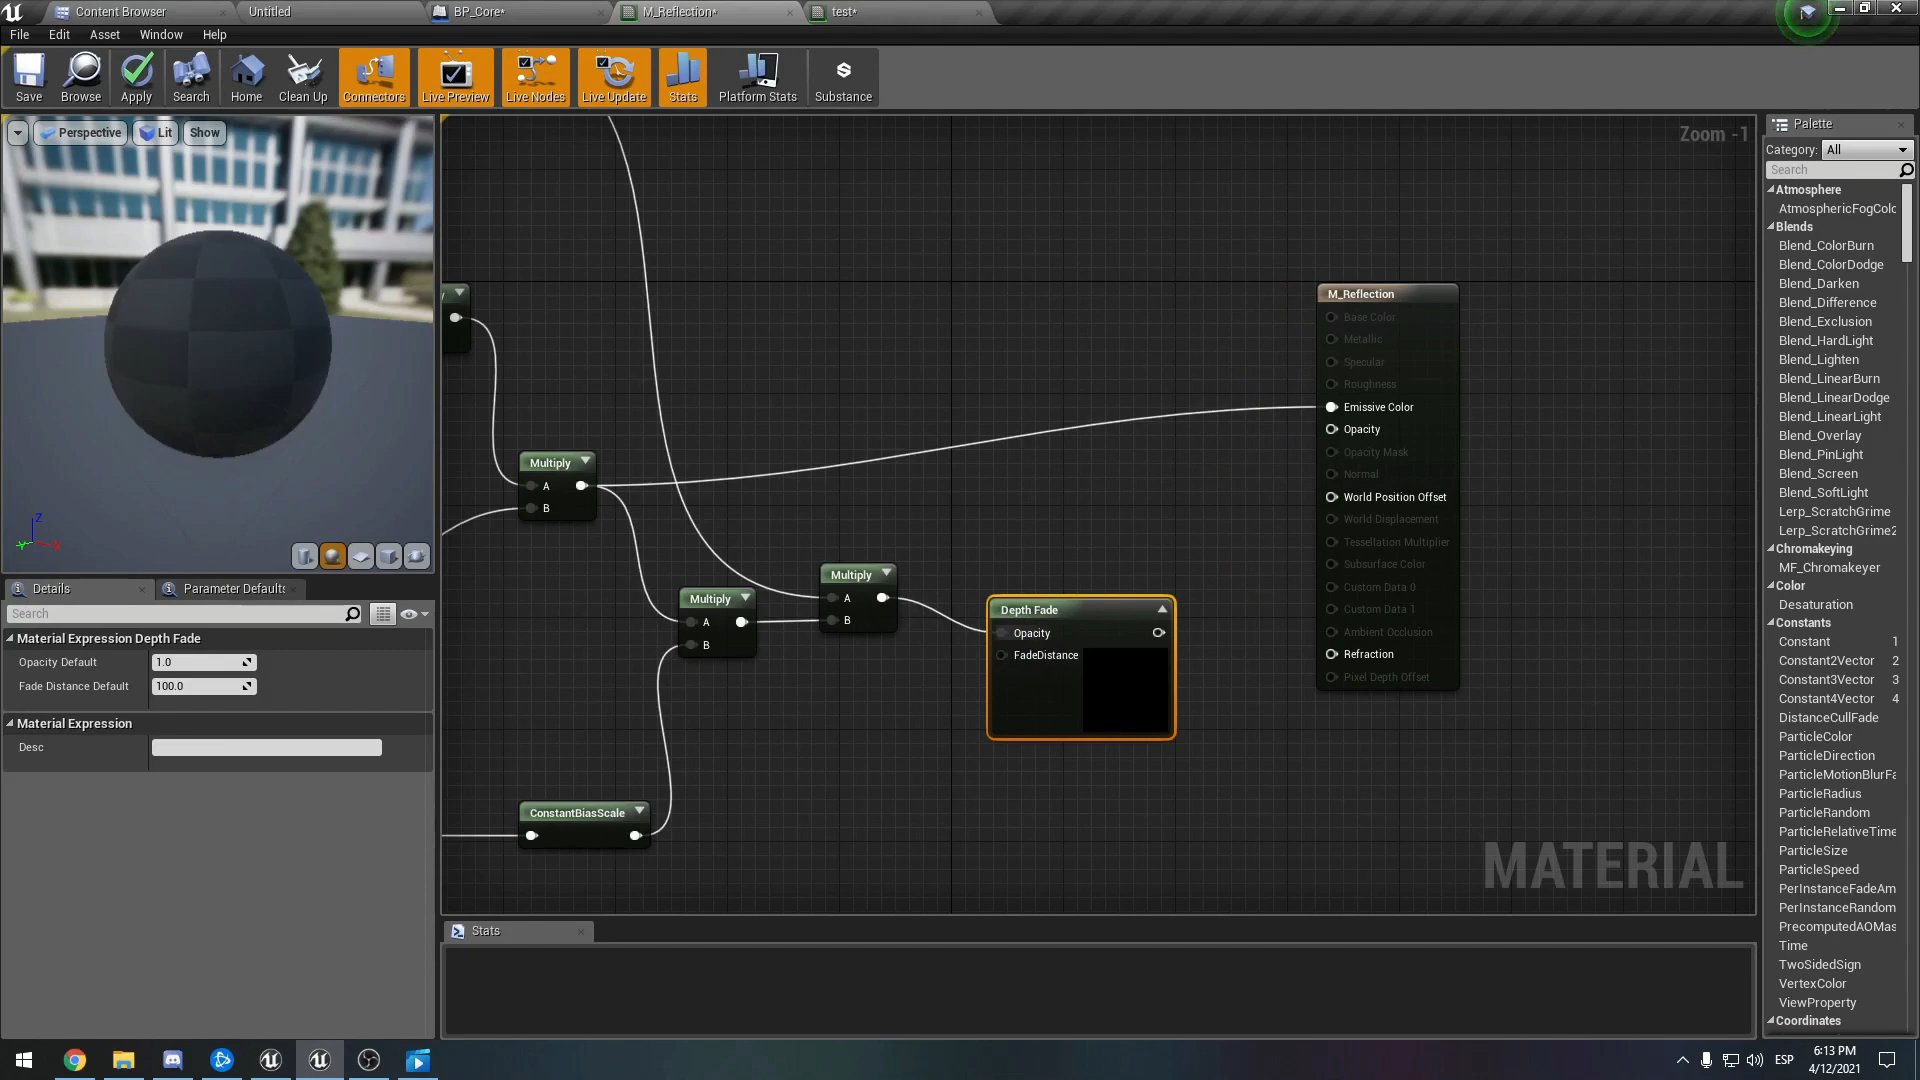 Content Browser
Untitled
BP_Core*
M_Reflection*
test*
File Edit Asset Window Help
Save
Browse
Apply
Search
Home
Clean Up
Connectors
Live Preview
Live Nodes
Live Update
Stats
Platform Stats
Substance
Perspective
Lit
Show
Z
Y
X
Details
Parameter Defaults
Search
Material Expression Depth Fade
Opacity Default 1.0
Fade Distance Default 100.0
Material Expression
Desc
Zoom -1
Multiply
A
B
Multiply
A
B
Multiply
A
B
Depth Fade
Opacity
FadeDistance
ConstantBiasScale
M_Reflection
Base Color
Metallic
Specular
Roughness
Emissive Color
Opacity
Opacity Mask
Normal
World Position Offset
World Displacement
Tessellation Multiplier
Subsurface Color
Custom Data 0
Custom Data 1
Ambient Occlusion
Refraction
Pixel Depth Offset
MATERIAL
Stats
Palette
Category: All
Search
Atmosphere
AtmosphericFogColo
Blends
Blend_ColorBurn
Blend_ColorDodge
Blend_Darken
Blend_Difference
Blend_Exclusion
Blend_HardLight
Blend_Lighten
Blend_LinearBurn
Blend_LinearDodge
Blend_LinearLight
Blend_Overlay
Blend_PinLight
Blend_Screen
Blend_SoftLight
Lerp_ScratchGrime
Lerp_ScratchGrime2
Chromakeying
MF_Chromakeyer
Color
Desaturation
Constants
Constant 1
Constant2Vector 2
Constant3Vector 3
Constant4Vector 4
DistanceCullFade
ParticleColor
ParticleDirection
ParticleMotionBlurFa
ParticleRadius
ParticleRandom
ParticleRelativeTime
ParticleSize
ParticleSpeed
PerInstanceFadeAm
PerInstanceRandom
PrecomputedAOMas
Time
TwoSidedSign
VertexColor
ViewProperty
Coordinates
ESP
6:13 PM
4/12/2021